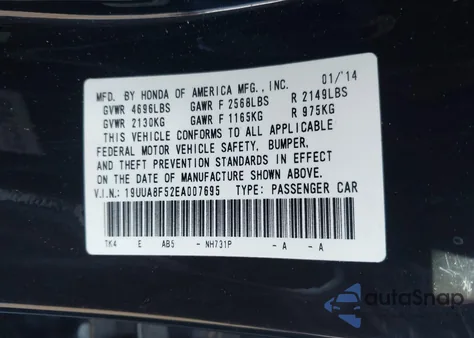 MFD. BY HONDA OF AMERICA MFG., INC. 01/14
GVWR 4696LBS GAWR F 2568LBS R 2149LBS
GVWR 2130KG GAWR F 1165KG R 975KG
THIS VEHICLE CONFORMS TO ALL APPLICABLE
FEDERAL MOTOR VEHICLE SAFETY, BUMPER,
AND THEFT PREVENTION STANDARDS IN EFFECT
ON THE DATE OF MANUFACTURE SHOWN ABOVE.
V.I.N.: 19UUA8F52EA007695 TYPE: PASSENGER CAR
TK4 E AB5 - NH731P - A - A
autoSnap